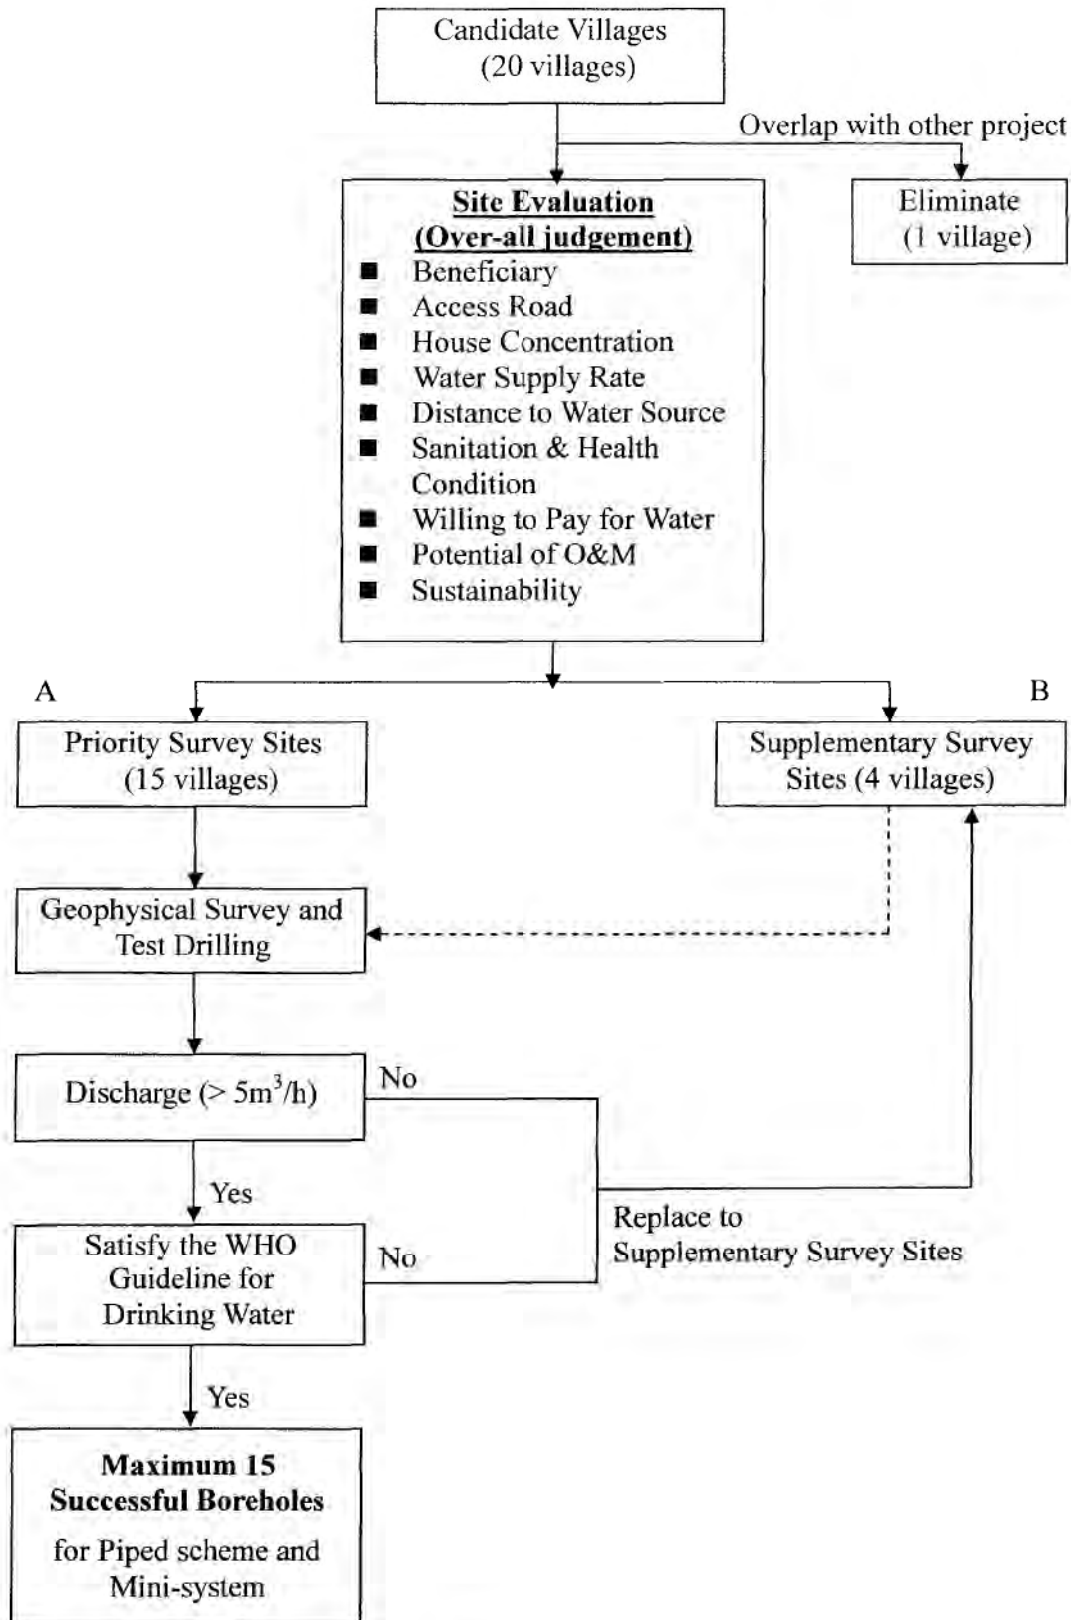 Candidate Villages
(20 villages)
Overlap with other project
Site Evaluation
(Over-all judgement)
■ Beneficiary
■ Access Road
■ House Concentration
■ Water Supply Rate
■ Distance to Water Source
■ Sanitation & Health
Condition
■ Willing to Pay for Water
■ Potential of O&M
■ Sustainability
Eliminate
(1 village)
A
B
Priority Survey Sites
(15 villages)
Supplementary Survey
Sites (4 villages)
Geophysical Survey and
Test Drilling
Discharge (> 5m³/h)
No
Yes
Satisfy the WHO
Guideline for
Drinking Water
No
Replace to
Supplementary Survey Sites
Yes
Maximum 15
Successful Boreholes
for Piped scheme and
Mini-system